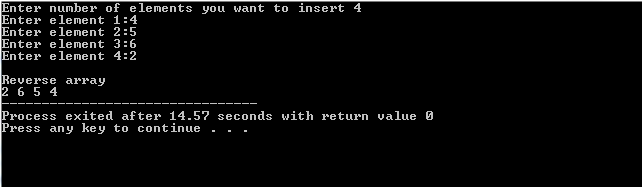 Enter number of elements you want to insert 4
Enter element 1:4
Enter element 2:5
Enter element 3:6
Enter element 4:2
Reverse array
2 6 5 4
--------------------------------
Process exited after 14.57 seconds with return value 0
Press any key to continue . . .